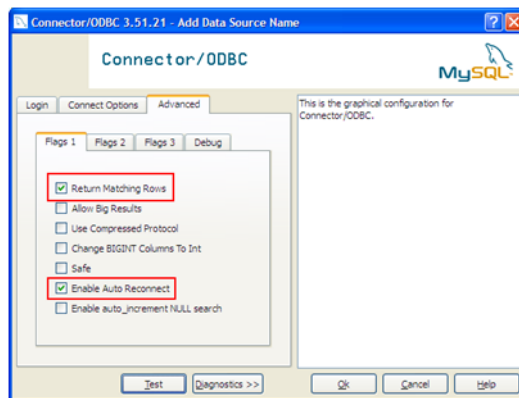 Connector/ODBC 3.51.21 - Add Data Source Name
Connector/ODBC
MySQL
Login
Connect Options
Advanced
This is the graphical configuration for
Connector/ODBC.
Flags 1
Flags 2
Flags 3
Debug
Return Matching Rows
Allow Big Results
Use Compressed Protocol
Change BIGINT Columns To Int
Safe
Enable Auto Reconnect
Enable auto_increment NULL search
Test
Diagnostics >>
Ok
Cancel
Help